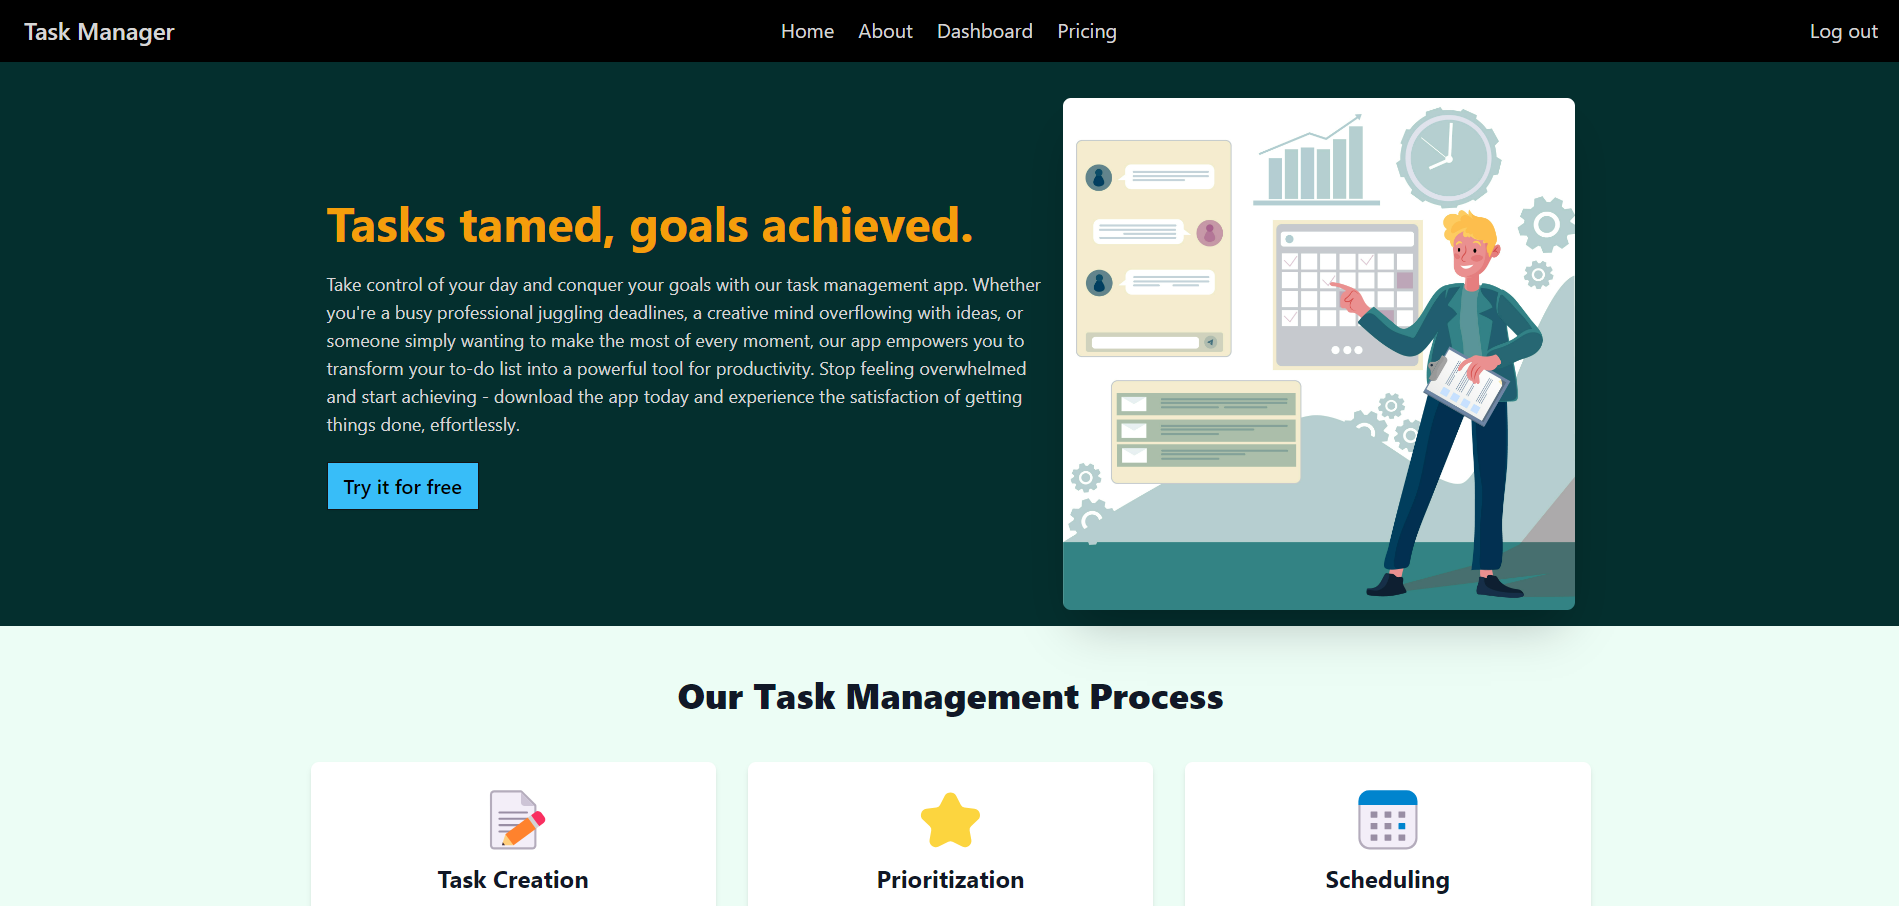 Task Manager
Home
About
Dashboard
Pricing
Log out
Tasks tamed, goals achieved.
Take control of your day and conquer your goals with our task management app. Whether
you're a busy professional juggling deadlines, a creative mind overflowing with ideas, or
someone simply wanting to make the most of every moment, our app empowers you to
transform your to-do list into a powerful tool for productivity. Stop feeling overwhelmed
and start achieving - download the app today and experience the satisfaction of getting
things done, effortlessly.
Try it for free
Our Task Management Process
Task Creation
Prioritization
Scheduling